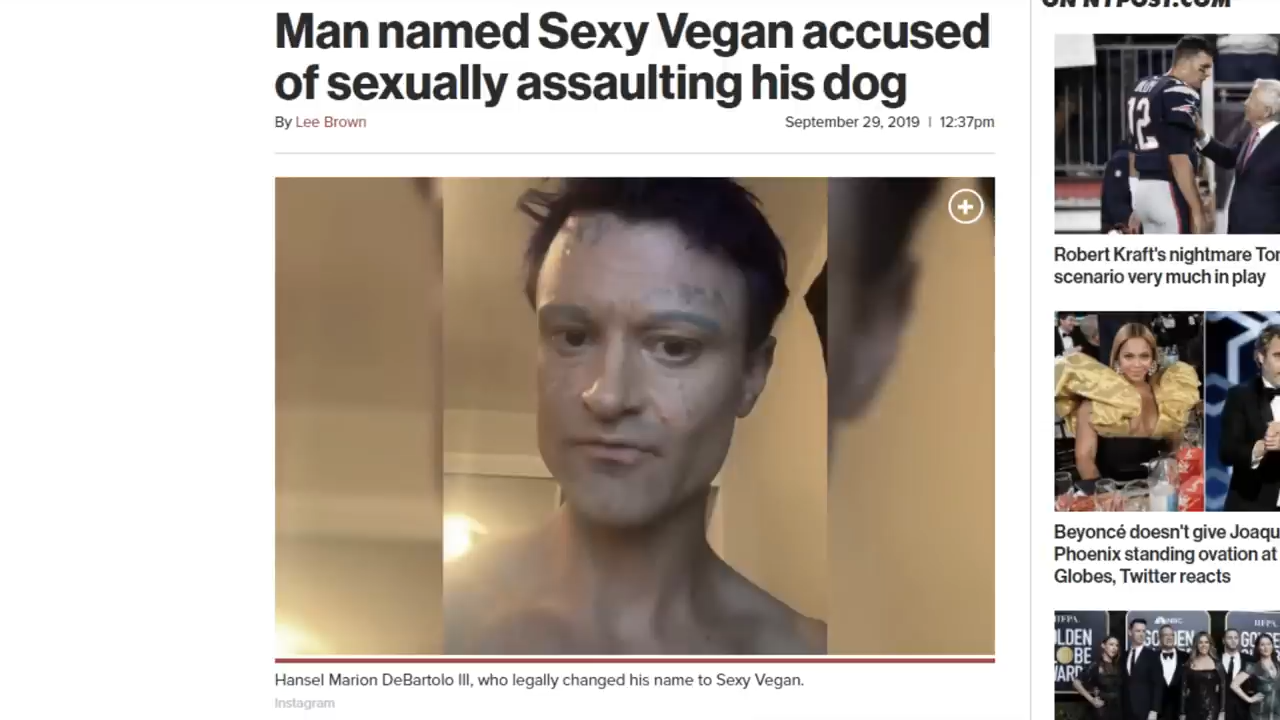 Man named Sexy Vegan accused
of sexually assaulting his dog
By Lee Brown
September 29, 2019 | 12:37pm
Hansel Marion DeBartolo III, who legally changed his name to Sexy Vegan.
Instagram
ON NYPOST.COM
12
Robert Kraft's nightmare
scenario very much in play
Beyoncé doesn't give
Phoenix standing ovation at
Globes, Twitter reacts